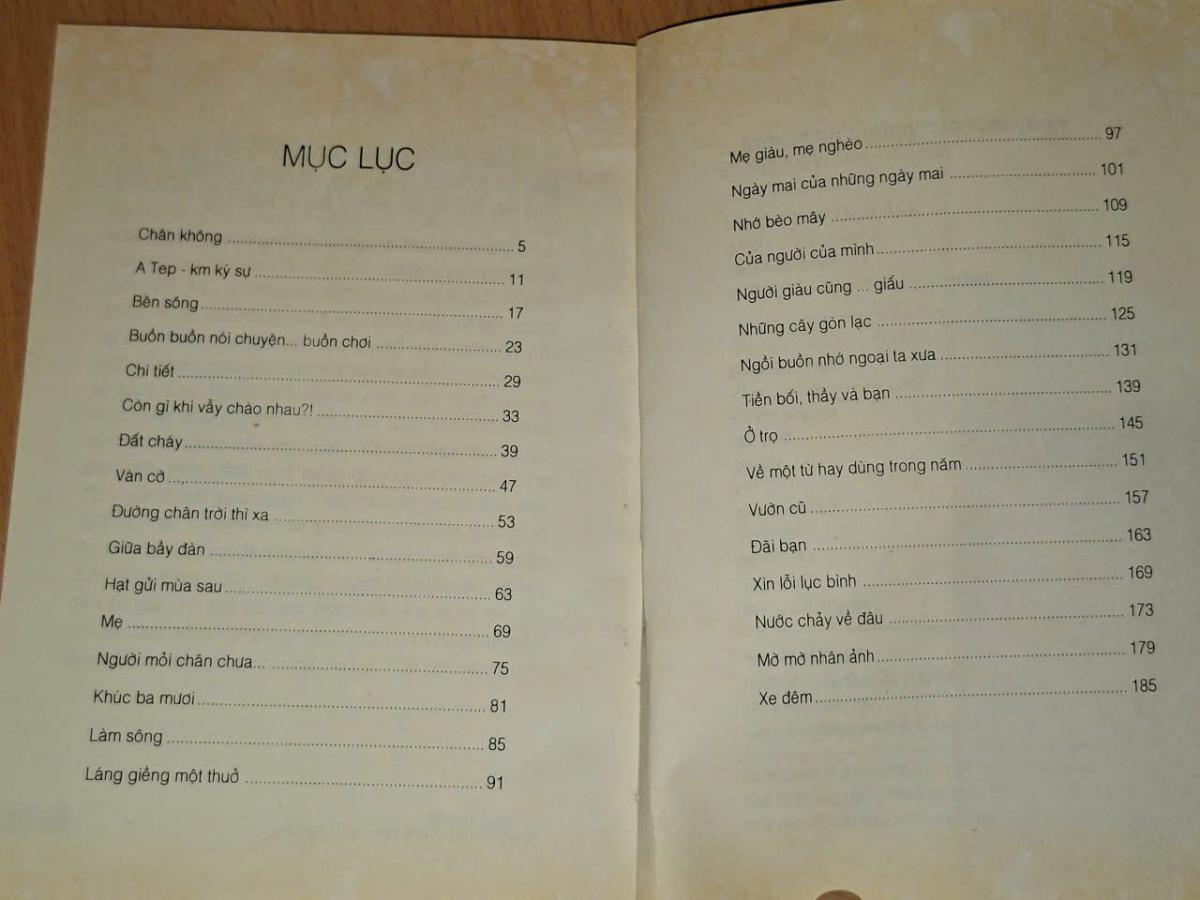 MỤC LỤC
Chân không ........ 5
A Tep - km ký sự ........ 11
Bên sông ........ 17
Buồn buồn nói chuyện... buồn chơi ........ 23
Chi tiết ........ 29
Còn gì khi vẫy chào nhau?! ........ 33
Đất cháy ........ 39
Ván cờ ........ 47
Đường chân trời thì xa ........ 53
Giữa bầy đàn ........ 59
Hạt gửi mùa sau ........ 63
Mẹ ........ 69
Người mỏi chân chưa... ........ 75
Khúc ba mươi ........ 81
Làm sông ........ 85
Láng giềng một thuở ........ 91
Mẹ giàu, mẹ nghèo ........ 97
Ngày mai của những ngày mai ........ 101
Nhớ bèo mây ........ 109
Của người của mình ........ 115
Người giàu cũng ... giấu ........ 119
Những cây gòn lạc ........ 125
Ngồi buồn nhớ ngoại ta xưa ........ 131
Tiền bối, thầy và bạn ........ 139
Ở trọ ........ 145
Về một từ hay dùng trong năm ........ 151
Vườn cũ ........ 157
Đãi bạn ........ 163
Xin lỗi lục bình ........ 169
Nước chảy về đâu ........ 173
Mờ mờ nhân ảnh ........ 179
Xe đêm ........ 185